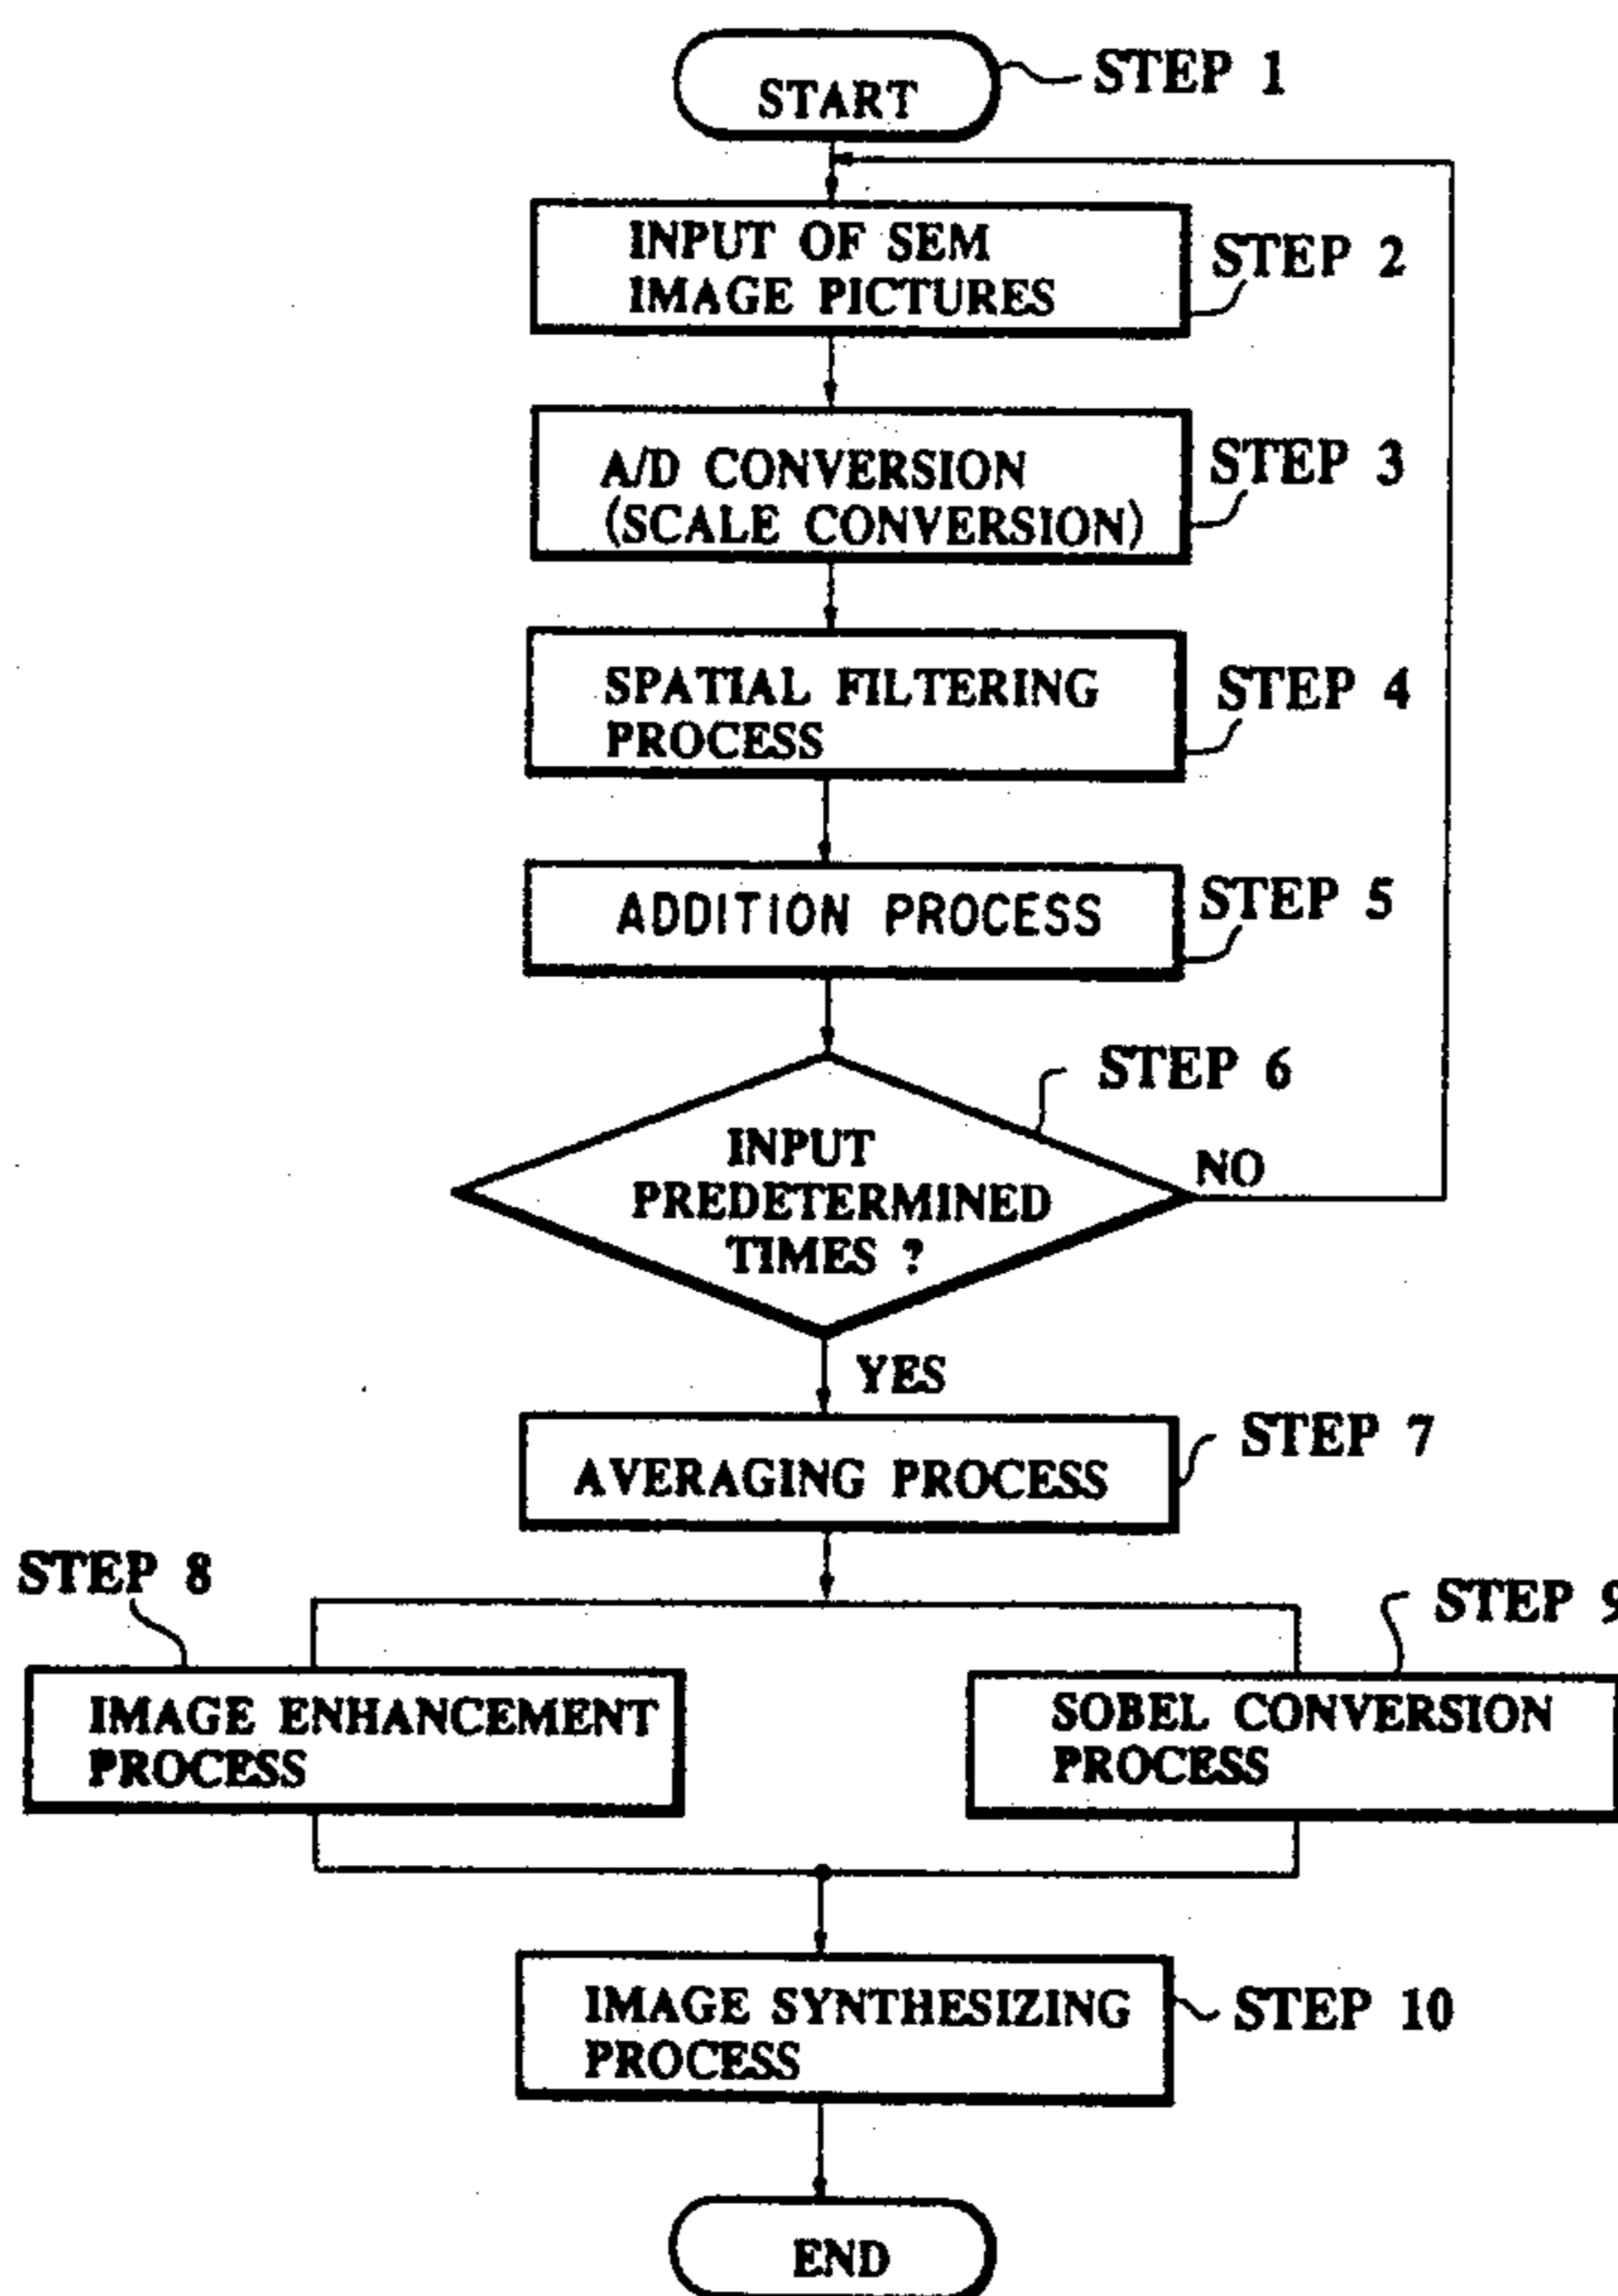 START
STEP 1
INPUT OF SEM
IMAGE PICTURES
STEP 2
A/D CONVERSION
(SCALE CONVERSION)
STEP 3
SPATIAL FILTERING
PROCESS
STEP 4
ADDITION PROCESS
STEP 5
STEP 6
INPUT
PREDETERMINED
TIMES ?
NO
YES
STEP 7
AVERAGING PROCESS
STEP 8
STEP 9
IMAGE ENHANCEMENT
PROCESS
SOBEL CONVERSION
PROCESS
IMAGE SYNTHESIZING
PROCESS
STEP 10
END